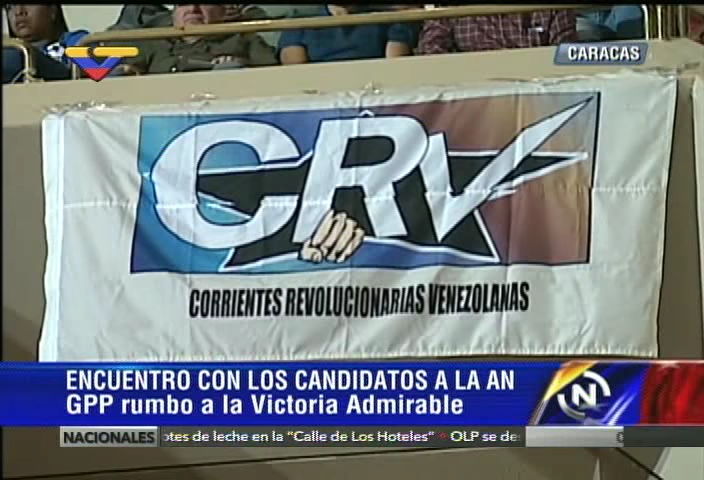 CARACAS
CRV
CORRIENTES REVOLUCIONARIAS VENEZOLANAS
ENCUENTRO CON LOS CANDIDATOS A LA AN
GPP rumbo a la Victoria Admirable
N
NACIONALES otes de leche en la "Calle de Los Hoteles" OLP se de